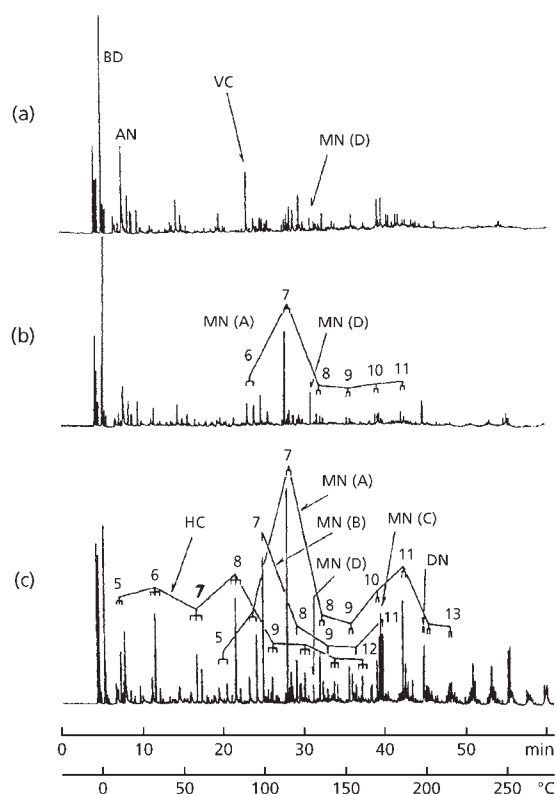 (a)
BD
AN
VC
MN (D)
(b)
MN (A)
7
MN (D)
6
8
9
10
11
(c)
7
MN (A)
MN (B)
MN (C)
MN (D)
HC
7
5
6
7
8
9
5
8
9
8
9
10
11
11
12
DN
13
0 10 20 30 40 50 min
0 50 100 150 200 250 °C